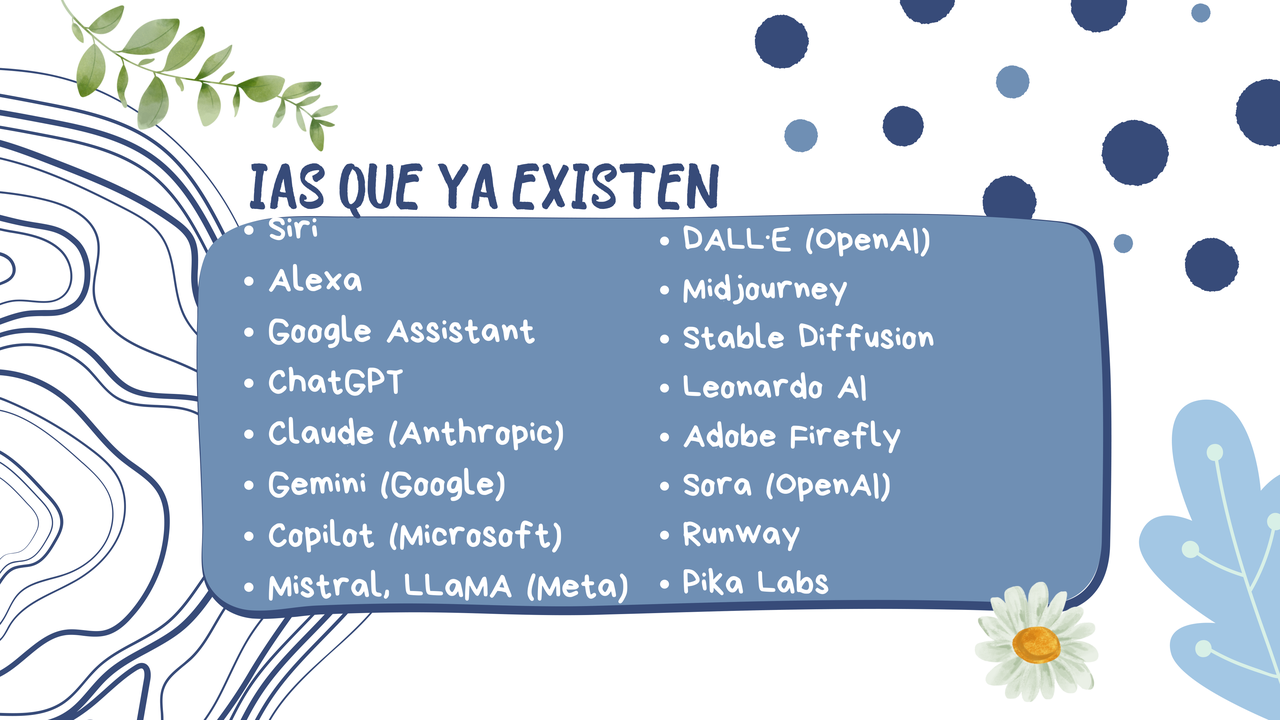 IAS QUE YA EXISTEN
• Siri
• Alexa
• Google Assistant
• ChatGPT
• Claude (Anthropic)
• Gemini (Google)
• Copilot (Microsoft)
• Mistral, LLaMA (Meta)
• DALL·E (OpenAI)
• Midjourney
• Stable Diffusion
• Leonardo AI
• Adobe Firefly
• Sora (OpenAI)
• Runway
• Pika Labs